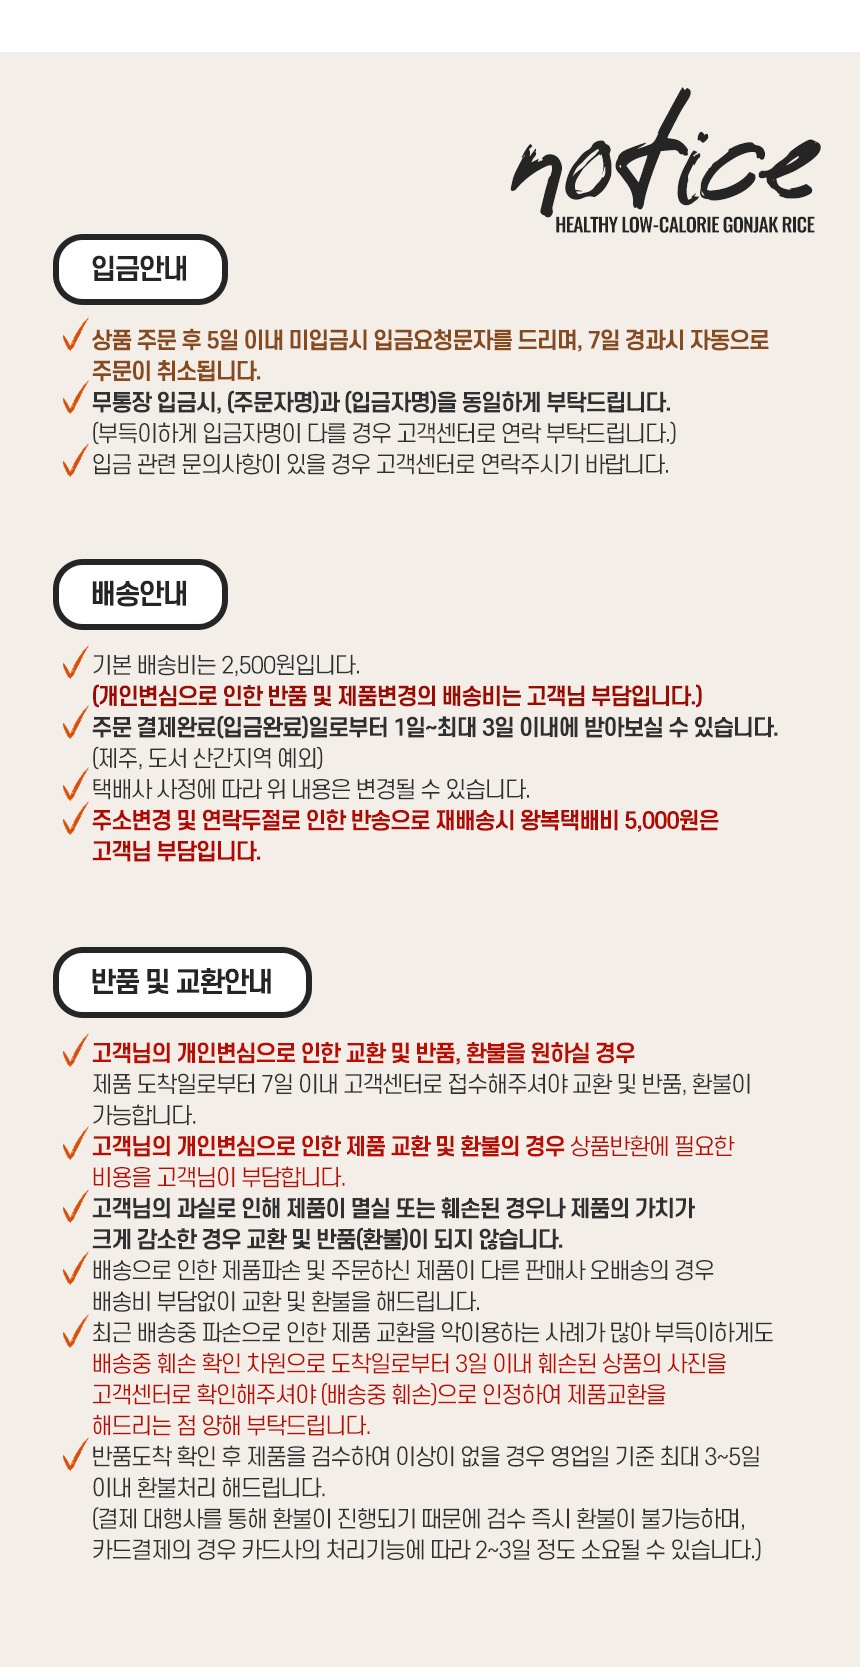 notice
HEALTHY LOW-CALORIE GONJAK RICE
입금안내
상품 주문 후 5일 이내 미입금시 입금요청문자를 드리며, 7일 경과시 자동으로
주문이 취소됩니다.
무통장 입금시, (주문자명)과 (입금자명)을 동일하게 부탁드립니다.
(부득이하게 입금자명이 다를 경우 고객센터로 연락 부탁드립니다.)
입금 관련 문의사항이 있을 경우 고객센터로 연락주시기 바랍니다.
배송안내
기본 배송비는 2,500원입니다.
(개인변심으로 인한 반품 및 제품변경의 배송비는 고객님 부담입니다.)
주문 결제완료(입금완료)일로부터 1일~최대 3일 이내에 받아보실 수 있습니다.
(제주, 도서 산간지역 예외)
택배사 사정에 따라 위 내용은 변경될 수 있습니다.
주소변경 및 연락두절로 인한 반송으로 재배송시 왕복택배비 5,000원은
고객님 부담입니다.
반품 및 교환안내
고객님의 개인변심으로 인한 교환 및 반품, 환불을 원하실 경우
제품 도착일로부터 7일 이내 고객센터로 접수해주셔야 교환 및 반품, 환불이
가능합니다.
고객님의 개인변심으로 인한 제품 교환 및 환불의 경우 상품반환에 필요한
비용을 고객님이 부담합니다.
고객님의 과실로 인해 제품이 멸실 또는 훼손된 경우나 제품의 가치가
크게 감소한 경우 교환 및 반품(환불)이 되지 않습니다.
배송으로 인한 제품파손 및 주문하신 제품이 다른 판매사 오배송의 경우
배송비 부담없이 교환 및 환불을 해드립니다.
최근 배송중 파손으로 인한 제품 교환을 악이용하는 사례가 많아 부득이하게도
배송중 훼손 확인 차원으로 도착일로부터 3일 이내 훼손된 상품의 사진을
고객센터로 확인해주셔야 (배송중 훼손)으로 인정하여 제품교환을
해드리는 점 양해 부탁드립니다.
반품도착 확인 후 제품을 검수하여 이상이 없을 경우 영업일 기준 최대 3~5일
이내 환불처리 해드립니다.
(결제 대행사를 통해 환불이 진행되기 때문에 검수 즉시 환불이 불가능하며,
카드결제의 경우 카드사의 처리기능에 따라 2~3일 정도 소요될 수 있습니다.)